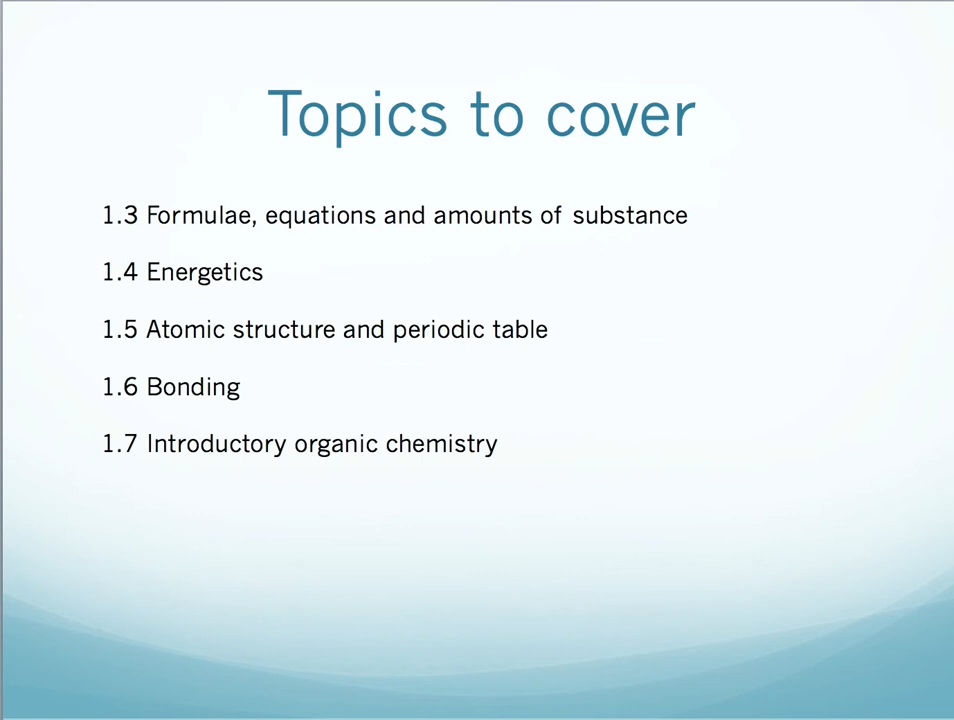 Topics to cover
1.3 Formulae, equations and amounts of substance
1.4 Energetics
1.5 Atomic structure and periodic table
1.6 Bonding
1.7 Introductory organic chemistry